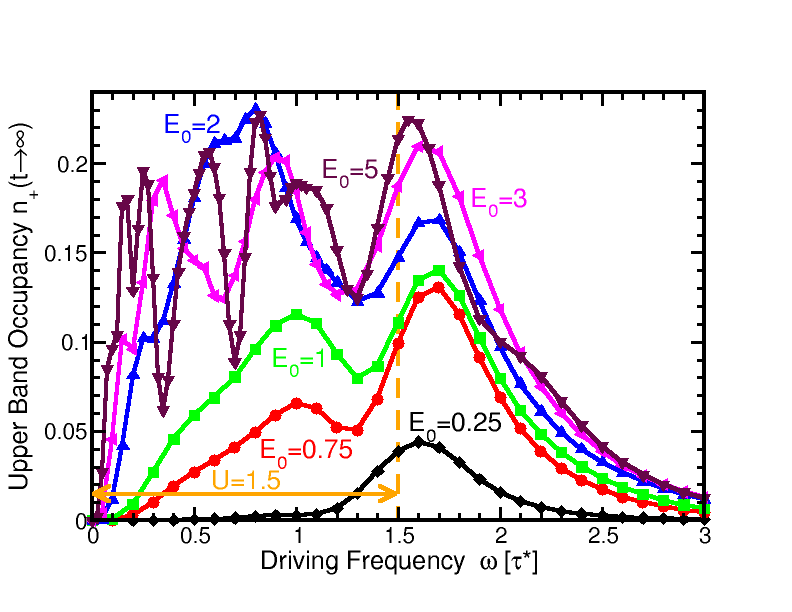 Upper Band Occupancy n₊(t→∞)
0.2
0.15
0.1
0.05
0
E₀=2
E₀=5
E₀=3
E₀=1
E₀=0.25
E₀=0.75
U=1.5
0 0.5 1 1.5 2 2.5 3
Driving Frequency ω [τ*]